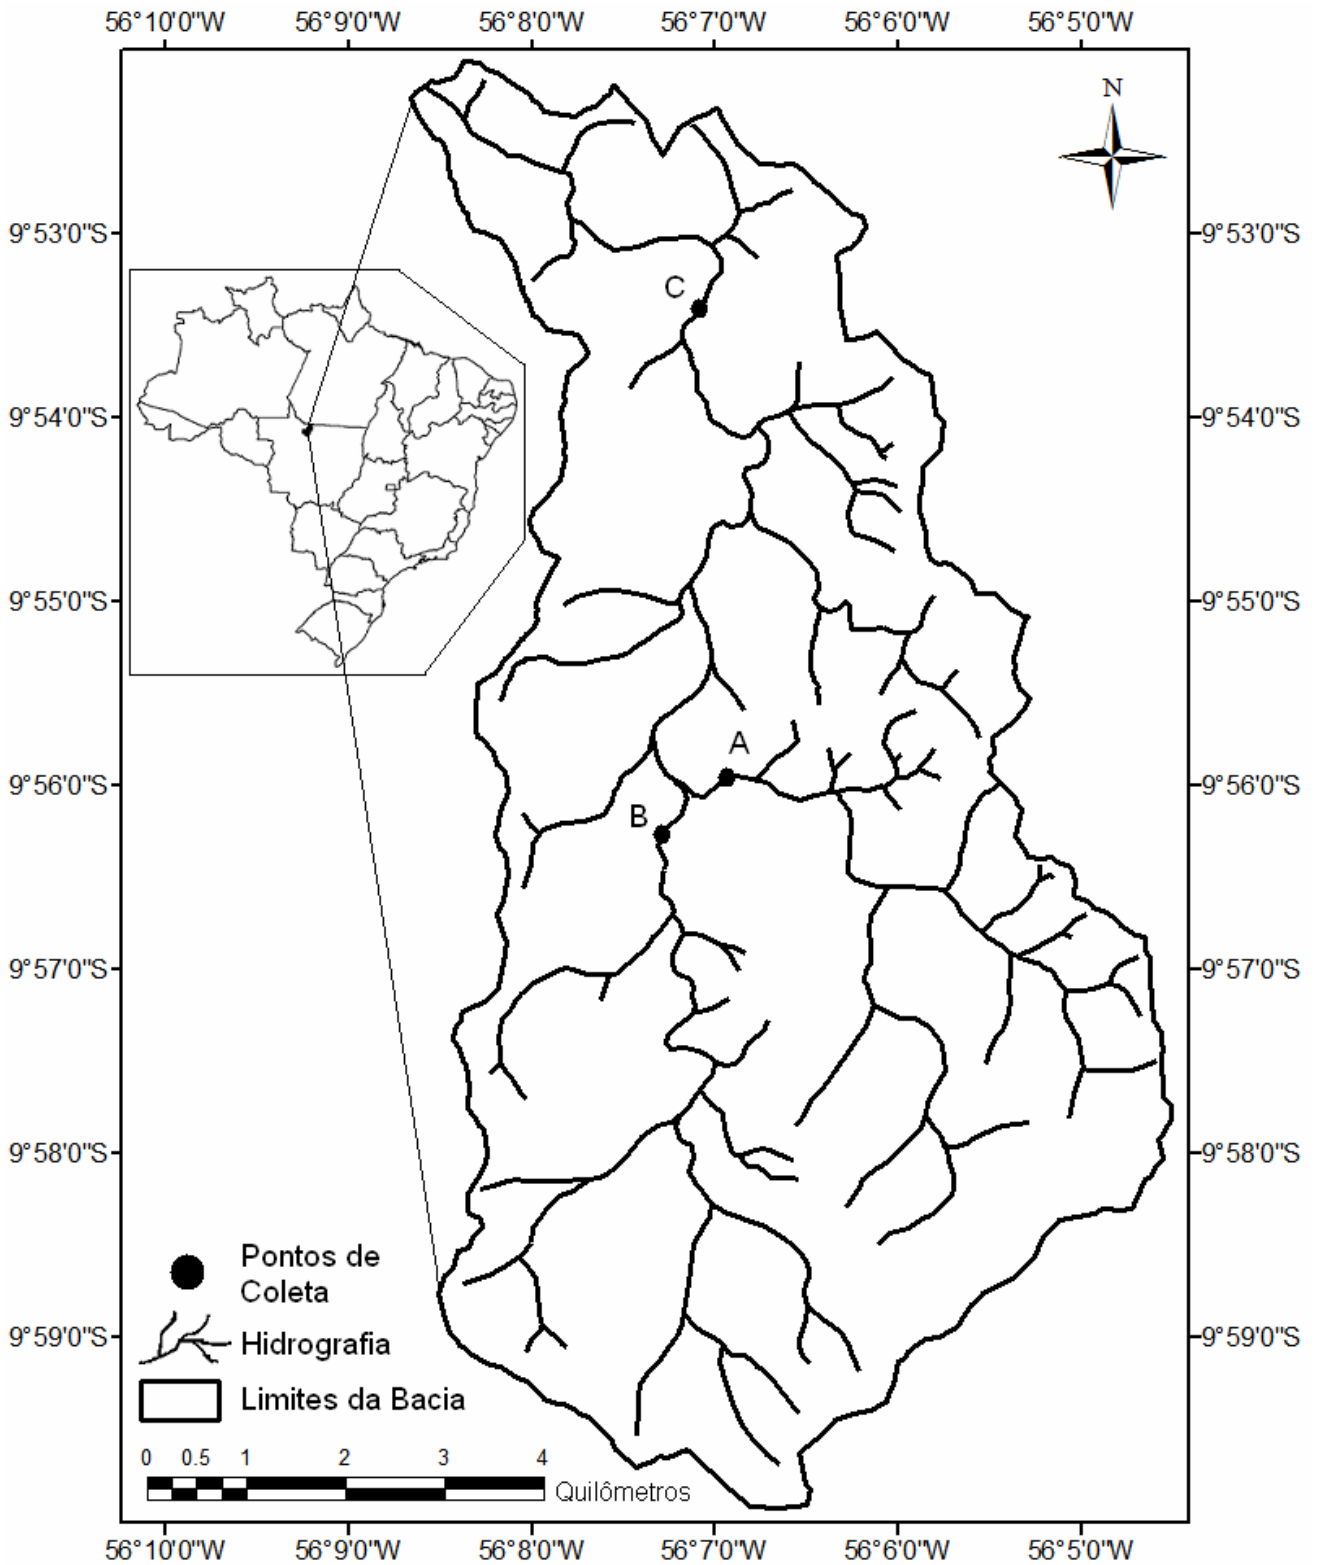 56°10'0"W 56°9'0"W 56°8'0"W 56°7'0"W 56°6'0"W 56°5'0"W
N
9°53'0"S 9°53'0"S
C
9°54'0"S 9°54'0"S
9°55'0"S 9°55'0"S
A
9°56'0"S 9°56'0"S
B
9°57'0"S 9°57'0"S
9°58'0"S 9°58'0"S
Pontos de
Coleta
9°59'0"S Hidrografia 9°59'0"S
Limites da Bacia
0 0.5 1 2 3 4
Quilômetros
56°10'0"W 56°9'0"W 56°8'0"W 56°7'0"W 56°6'0"W 56°5'0"W